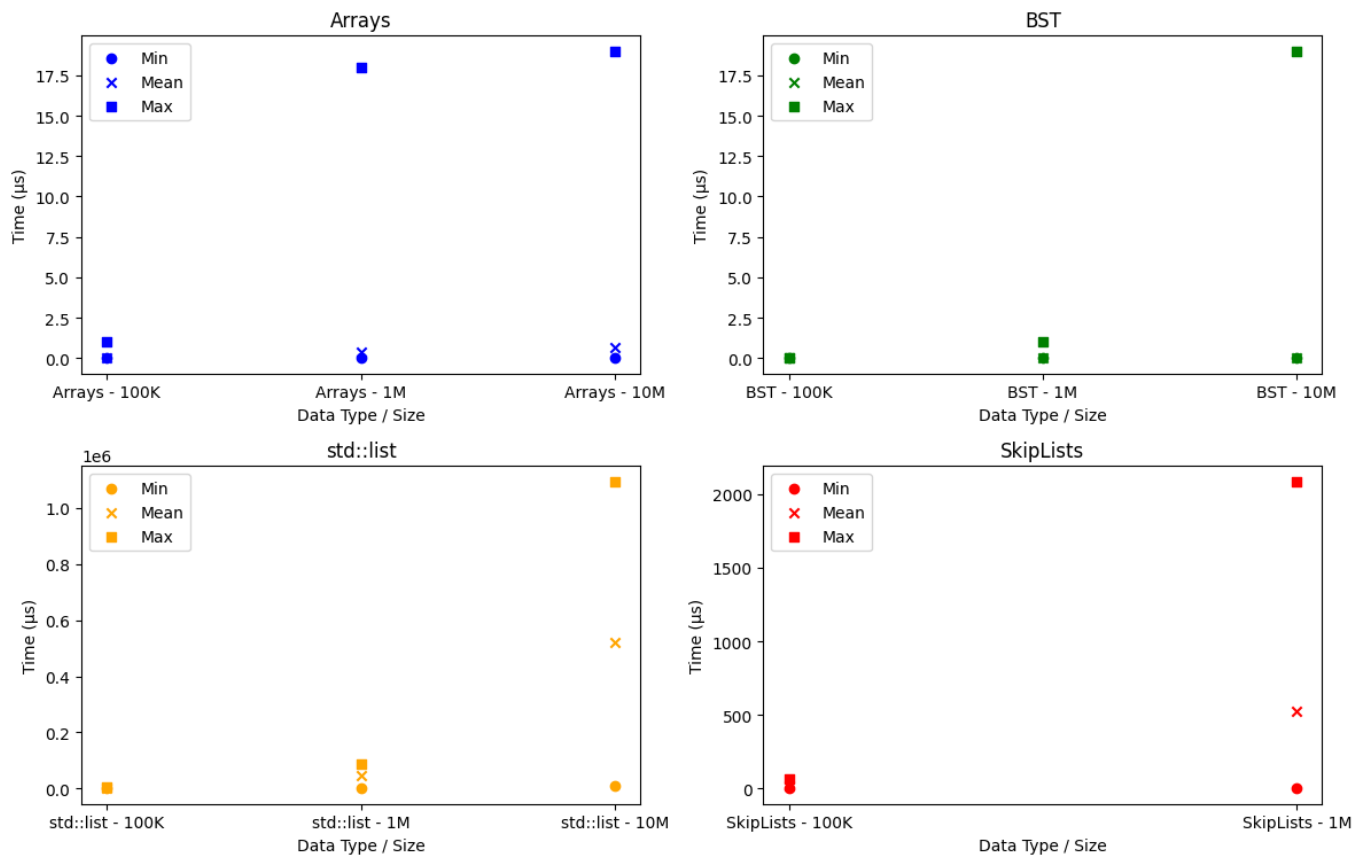 Arrays
Min
Mean
Max
17.5
15.0
12.5
10.0
7.5
5.0
2.5
0.0
Time (µs)
Arrays - 100K
Arrays - 1M
Arrays - 10M
Data Type / Size
BST
Min
Mean
Max
17.5
15.0
12.5
10.0
7.5
5.0
2.5
0.0
Time (µs)
BST - 100K
BST - 1M
BST - 10M
Data Type / Size
std::list
1e6
Min
Mean
Max
1.0
0.8
0.6
0.4
0.2
0.0
Time (µs)
std::list - 100K
std::list - 1M
std::list - 10M
Data Type / Size
SkipLists
Min
Mean
Max
2000
1500
1000
500
0
Time (µs)
SkipLists - 100K
SkipLists - 1M
Data Type / Size